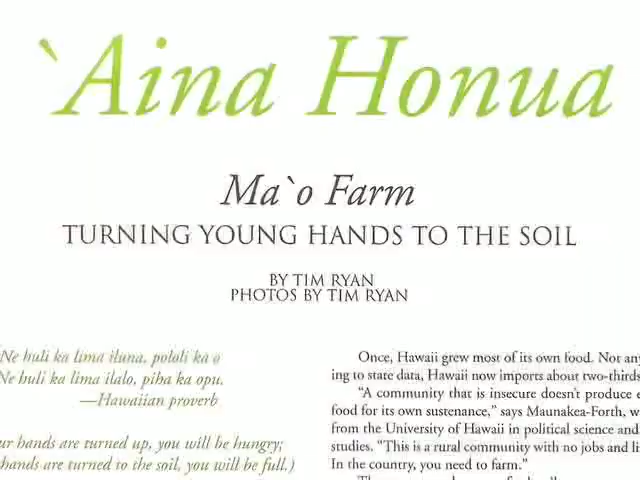 `Aina Honua
Ma`o Farm
TURNING YOUNG HANDS TO THE SOIL
BY TIM RYAN
PHOTOS BY TIM RYAN
Ne huli ka lima iluna, pololi ka o
Ne huli ka lima ilalo, piha ka opu.
—Hawaiian proverb
ur hands are turned up, you will be hungry;
hands are turned to the soil, you will be full.)
Once, Hawaii grew most of its own food. Not any
ing to state data, Hawaii now imports about two-thirds
"A community that is insecure doesn't produce e
food for its own sustenance," says Maunakea-Forth, w
from the University of Hawaii in political science and
studies. "This is a rural community with no jobs and li
In the country, you need to farm."